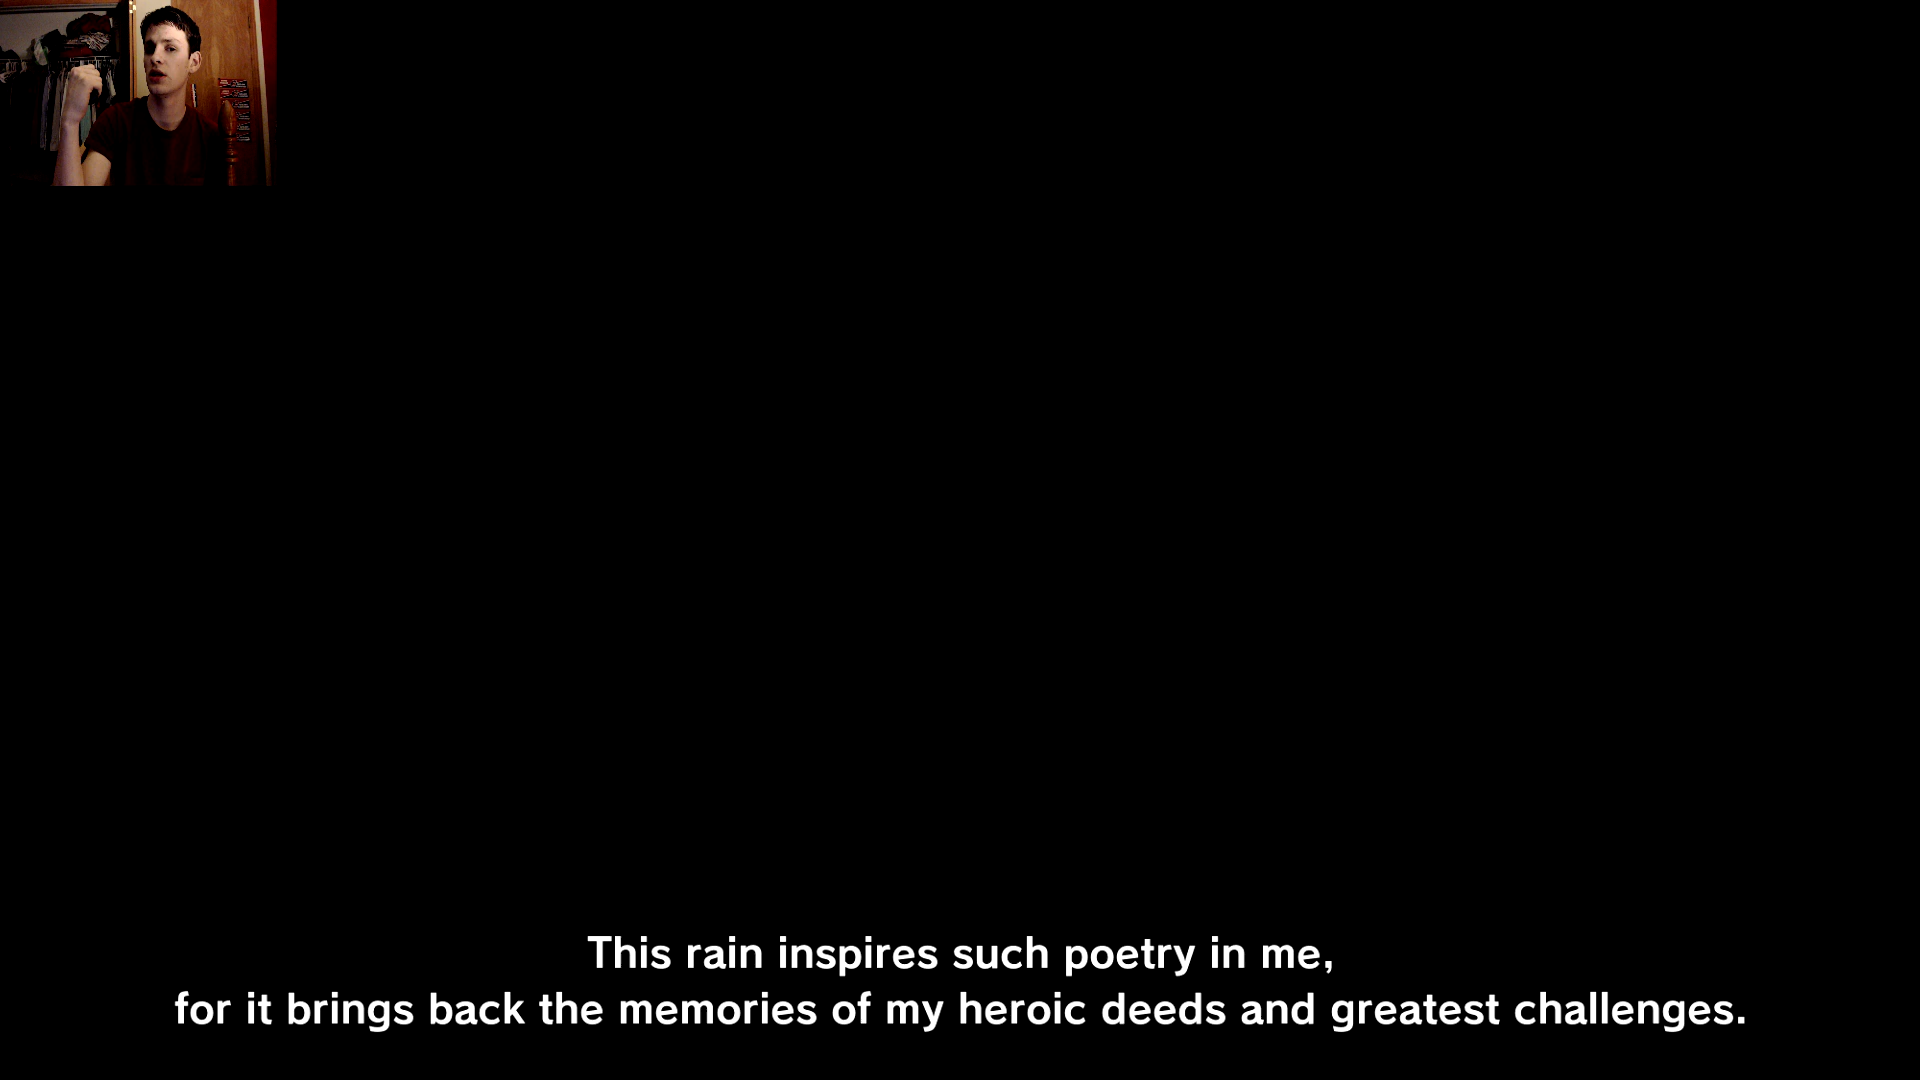 This rain inspires such poetry in me,
for it brings back the memories of my heroic deeds and greatest challenges.